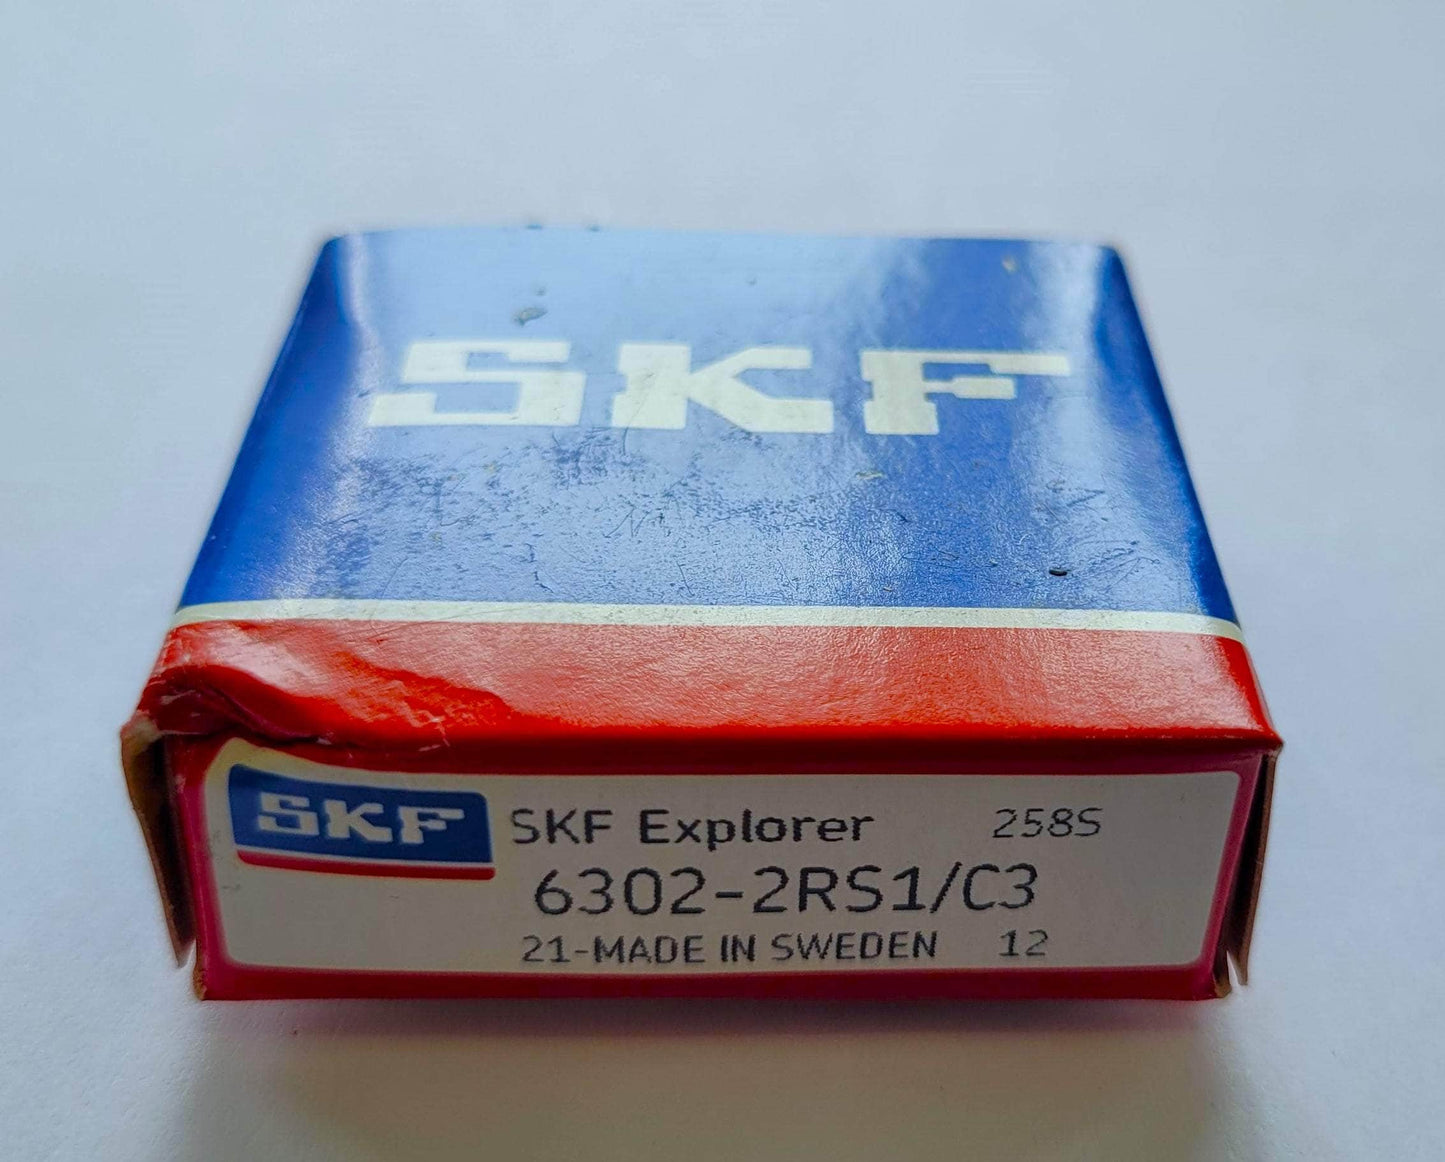 SKF
SKF SKF Explorer 258S
6302-2RS1/C3
21-MADE IN SWEDEN 12